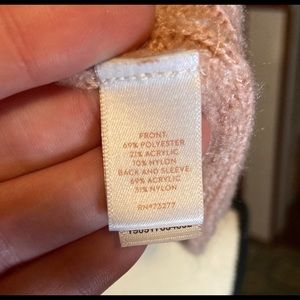 FRONT:
69% POLYESTER
21% ACRYLIC
10% NYLON
BACK AND SLEEVE:
69% ACRYLIC
31% NYLON
RN#73277